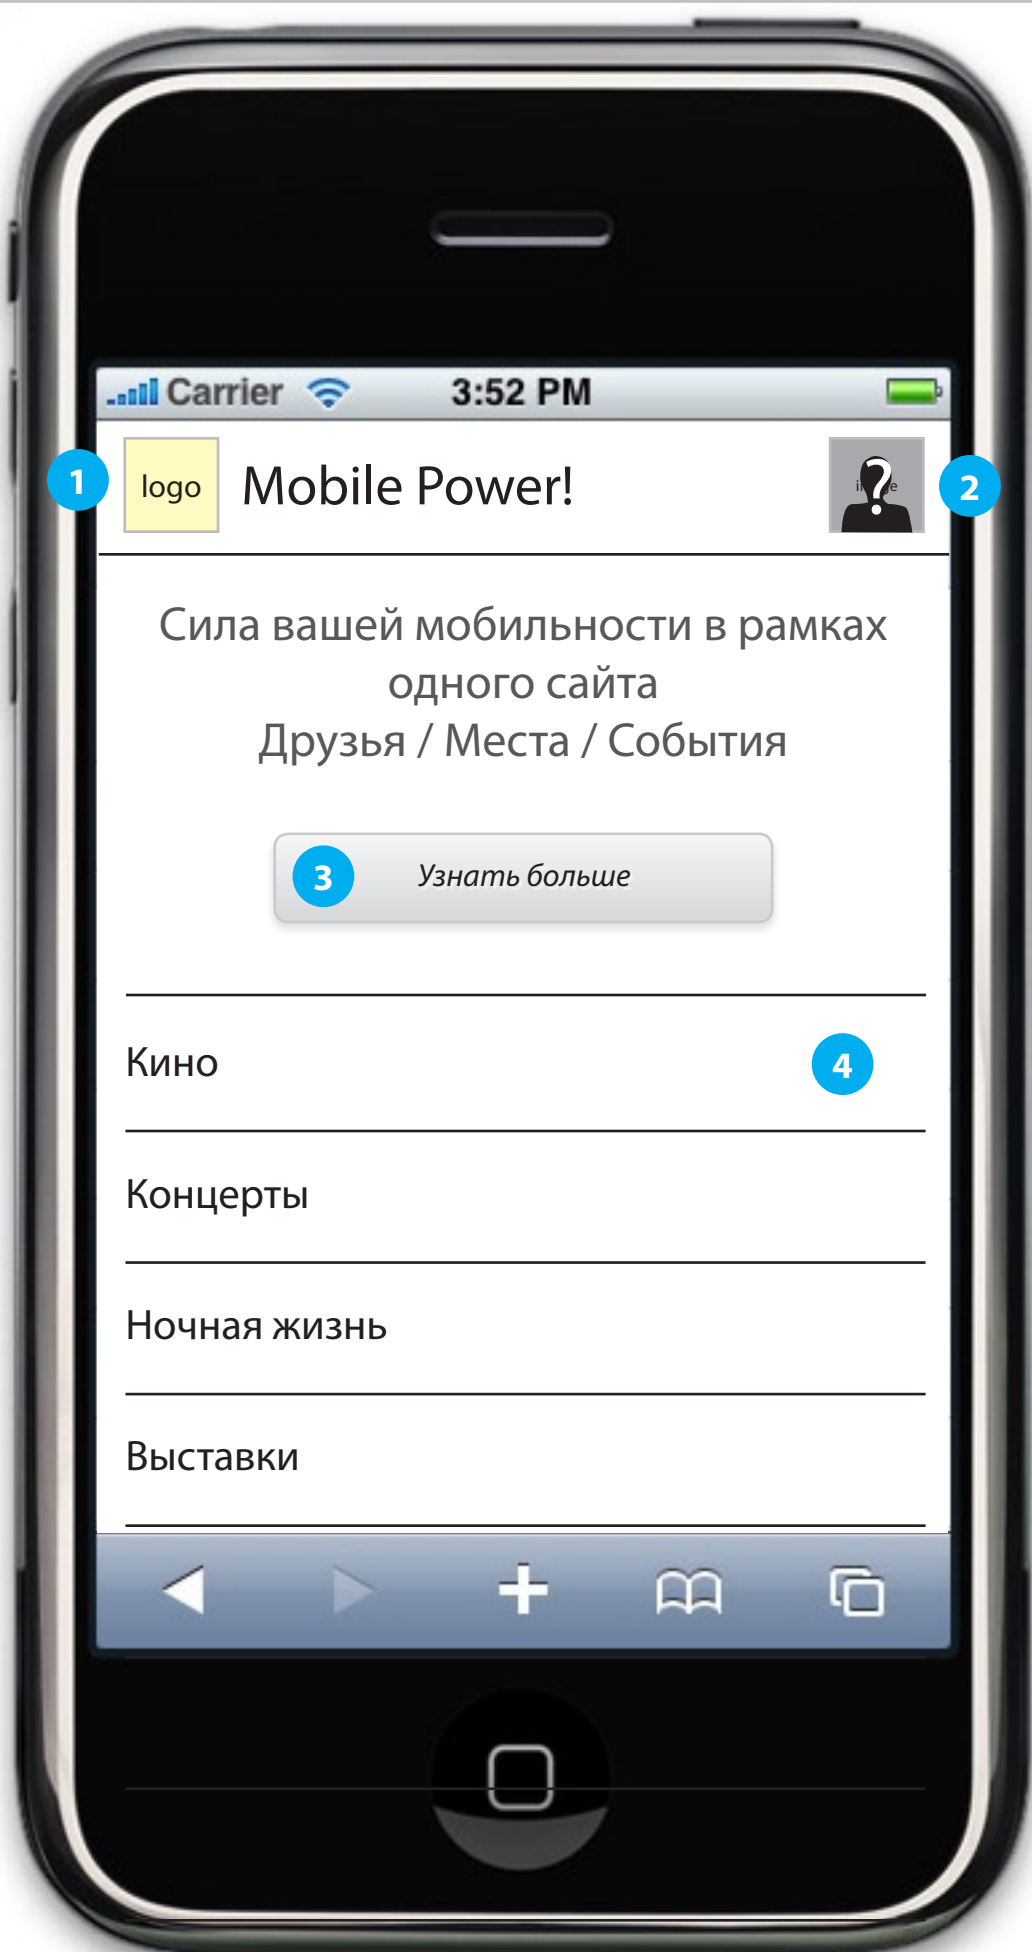 Carrier 3:52 PM
1 logo Mobile Power! ? 2
Сила вашей мобильности в рамках
одного сайта
Друзья / Места / События
3 Узнать больше
Кино 4
Концерты
Ночная жизнь
Выставки